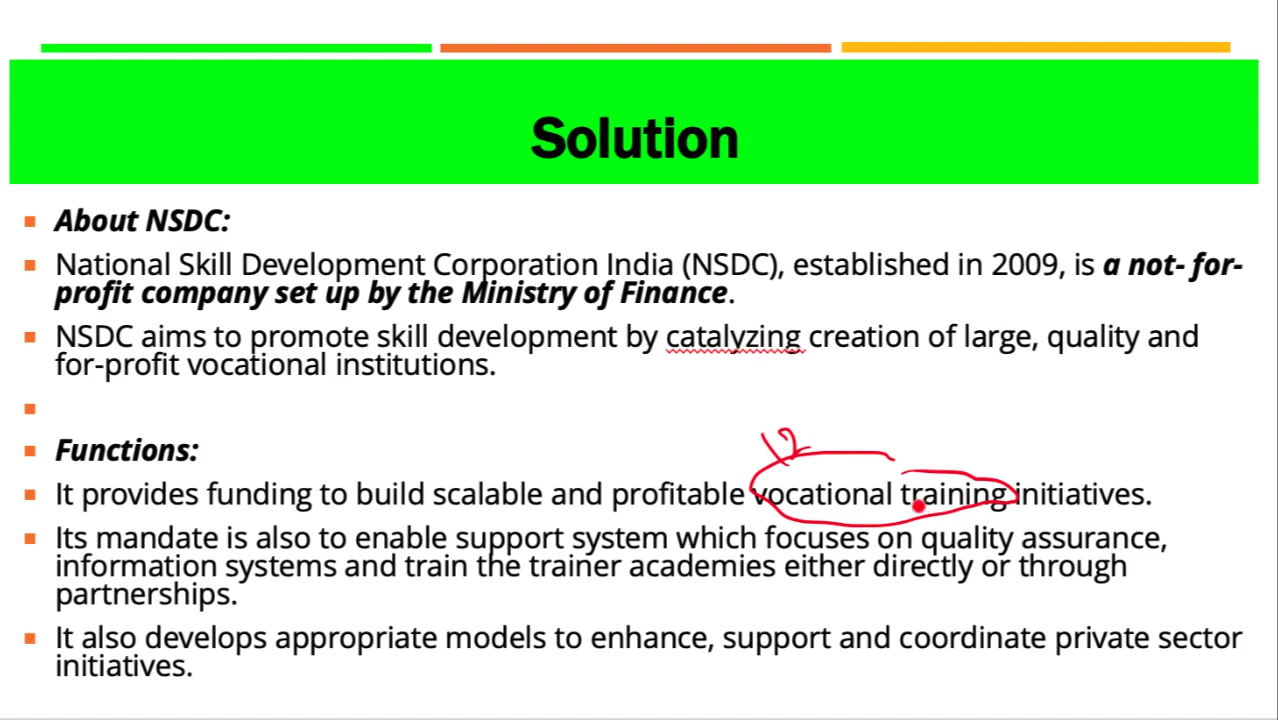 Solution
About NSDC:
National Skill Development Corporation India (NSDC), established in 2009, is a not- for-
profit company set up by the Ministry of Finance.
NSDC aims to promote skill development by catalyzing creation of large, quality and
for-profit vocational institutions.
Functions:
It provides funding to build scalable and profitable vocational training initiatives.
Its mandate is also to enable support system which focuses on quality assurance,
information systems and train the trainer academies either directly or through
partnerships.
It also develops appropriate models to enhance, support and coordinate private sector
initiatives.